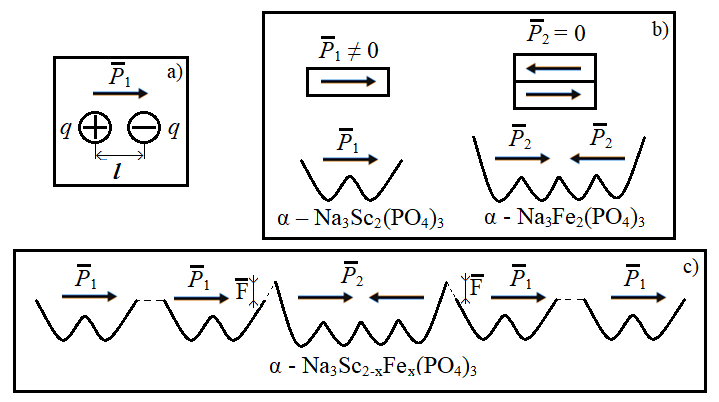 a)
P̅₁
q + − q
l
b)
P̅₁ ≠ 0
P̅₂ = 0
P̅₁
P̅₂ P̅₂
α – Na₃Sc₂(PO₄)₃
α - Na₃Fe₂(PO₄)₃
c)
P̅₁ P̅₁ F̅ P̅₂ F̅ P̅₁ P̅₁
α - Na₃Sc₂₋ₓFeₓ(PO₄)₃